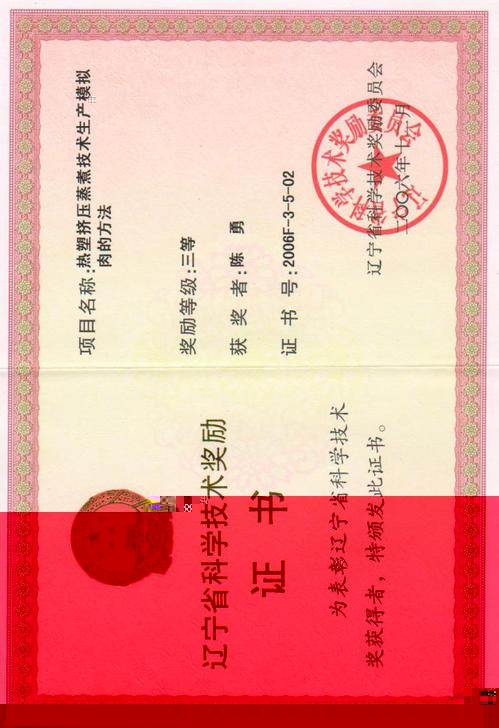 辽宁省科学技术奖励
证 书
为表彰辽宁省科学技术
奖获得者，特颁发此证书。
项目名称:热塑挤压蒸煮技术生产模拟
肉的方法
奖励等级:三等
获 奖 者:陈 勇
证 书 号:2006F-3-5-02
辽宁省科学技术奖励委员会
二〇〇六年十二月